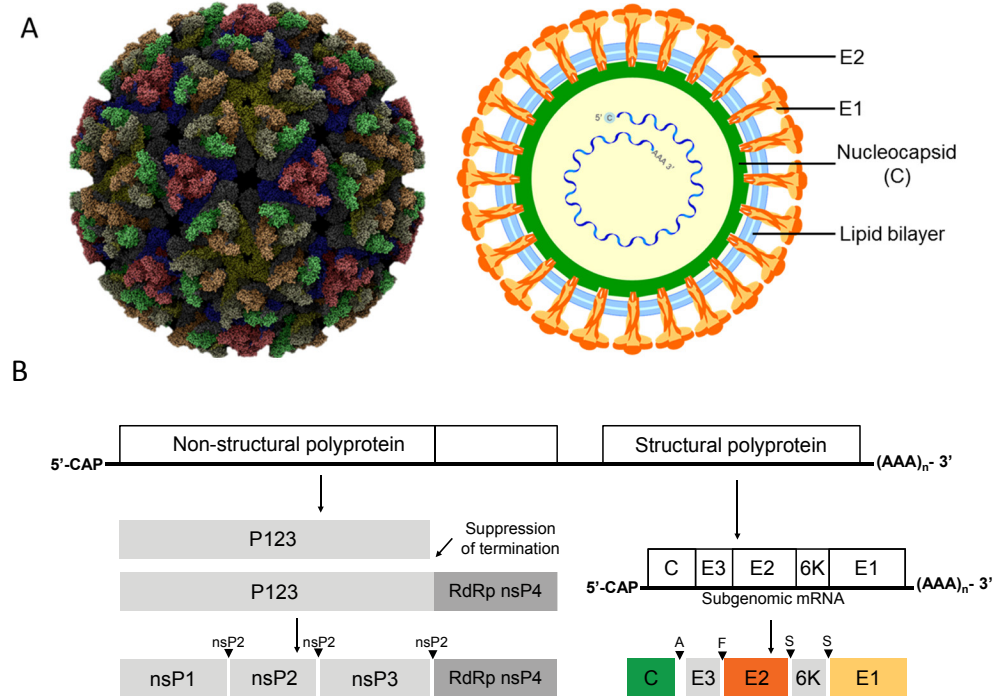 A
E2
E1
Nucleocapsid
(C)
Lipid bilayer
5' C
AAA 3'
B
Non-structural polyprotein
Structural polyprotein
5'-CAP
(AAA)n- 3'
P123
Suppression
of termination
P123
RdRp nsP4
C
E3
E2
6K
E1
5'-CAP
(AAA)n- 3'
Subgenomic mRNA
nsP2
nsP2
nsP2
A
F
S
S
nsP1
nsP2
nsP3
RdRp nsP4
C
E3
E2
6K
E1